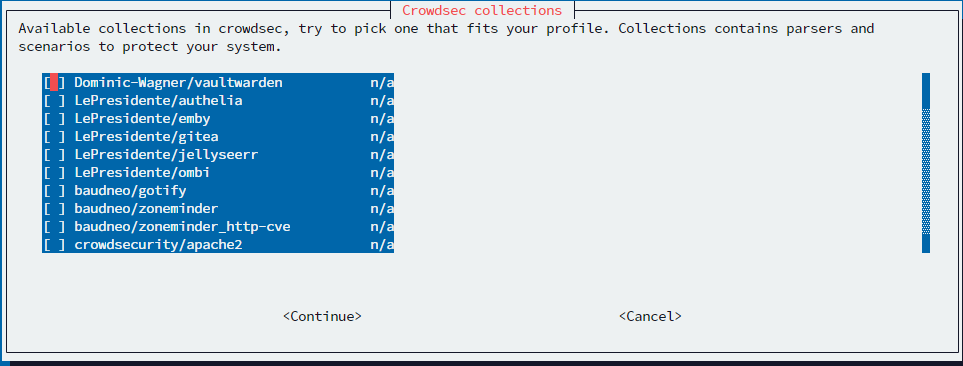 Crowdsec collections
Available collections in crowdsec, try to pick one that fits your profile. Collections contains parsers and
scenarios to protect your system.
[ ] Dominic-Wagner/vaultwarden n/a
[ ] LePresidente/authelia n/a
[ ] LePresidente/emby n/a
[ ] LePresidente/gitea n/a
[ ] LePresidente/jellyseerr n/a
[ ] LePresidente/ombi n/a
[ ] baudneo/gotify n/a
[ ] baudneo/zoneminder n/a
[ ] baudneo/zoneminder_http-cve n/a
[ ] crowdsecurity/apache2 n/a
<Continue> <Cancel>